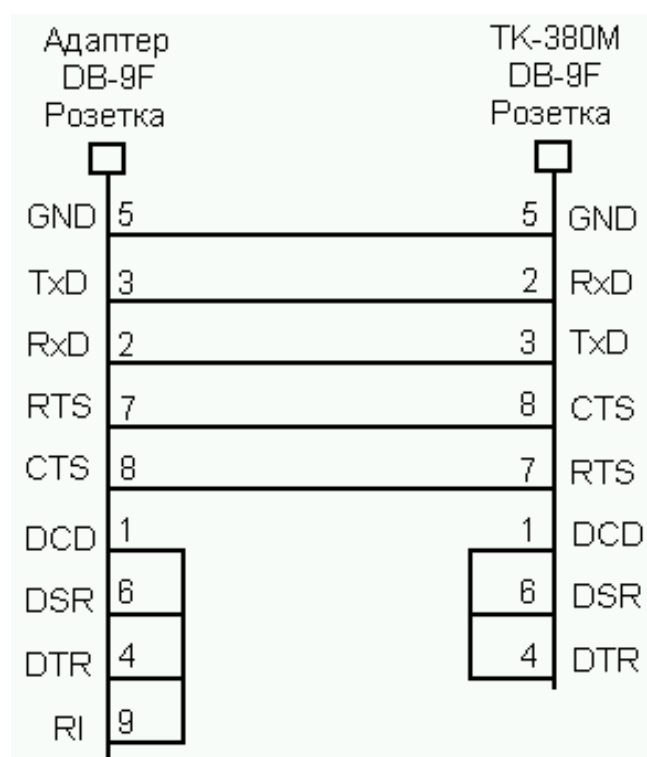 Адаптер TK-380M
DB-9F DB-9F
Розетка Розетка
GND 5 5 GND
TxD 3 2 RxD
RxD 2 3 TxD
RTS 7 8 CTS
CTS 8 7 RTS
DCD 1 1 DCD
DSR 6 6 DSR
DTR 4 4 DTR
RI 9